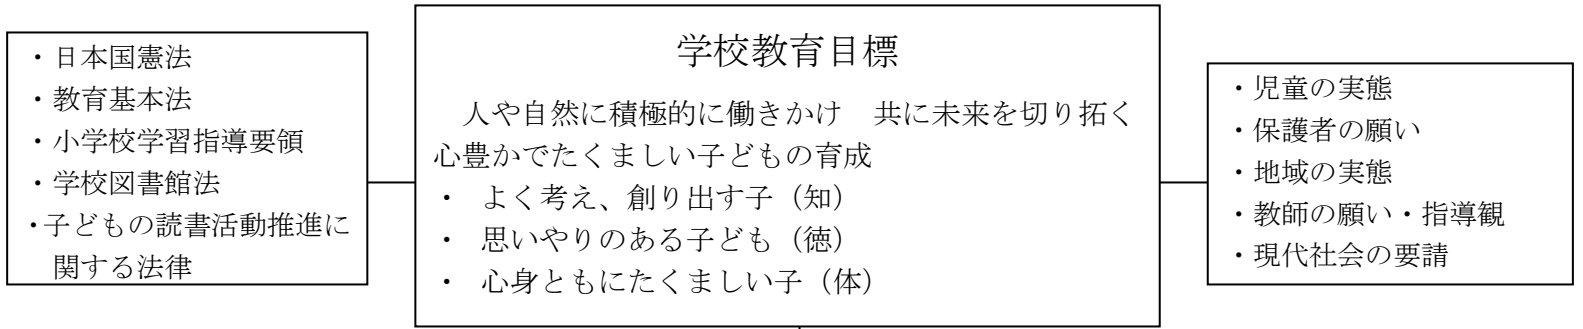 ・日本国憲法
・教育基本法
・小学校学習指導要領
・学校図書館法
・子どもの読書活動推進に
関する法律
学校教育目標
人や自然に積極的に働きかけ　共に未来を切り拓く
心豊かでたくましい子どもの育成
・ よく考え、創り出す子（知）
・ 思いやりのある子ども（徳）
・ 心身ともにたくましい子（体）
・児童の実態
・保護者の願い
・地域の実態
・教師の願い・指導観
・現代社会の要請